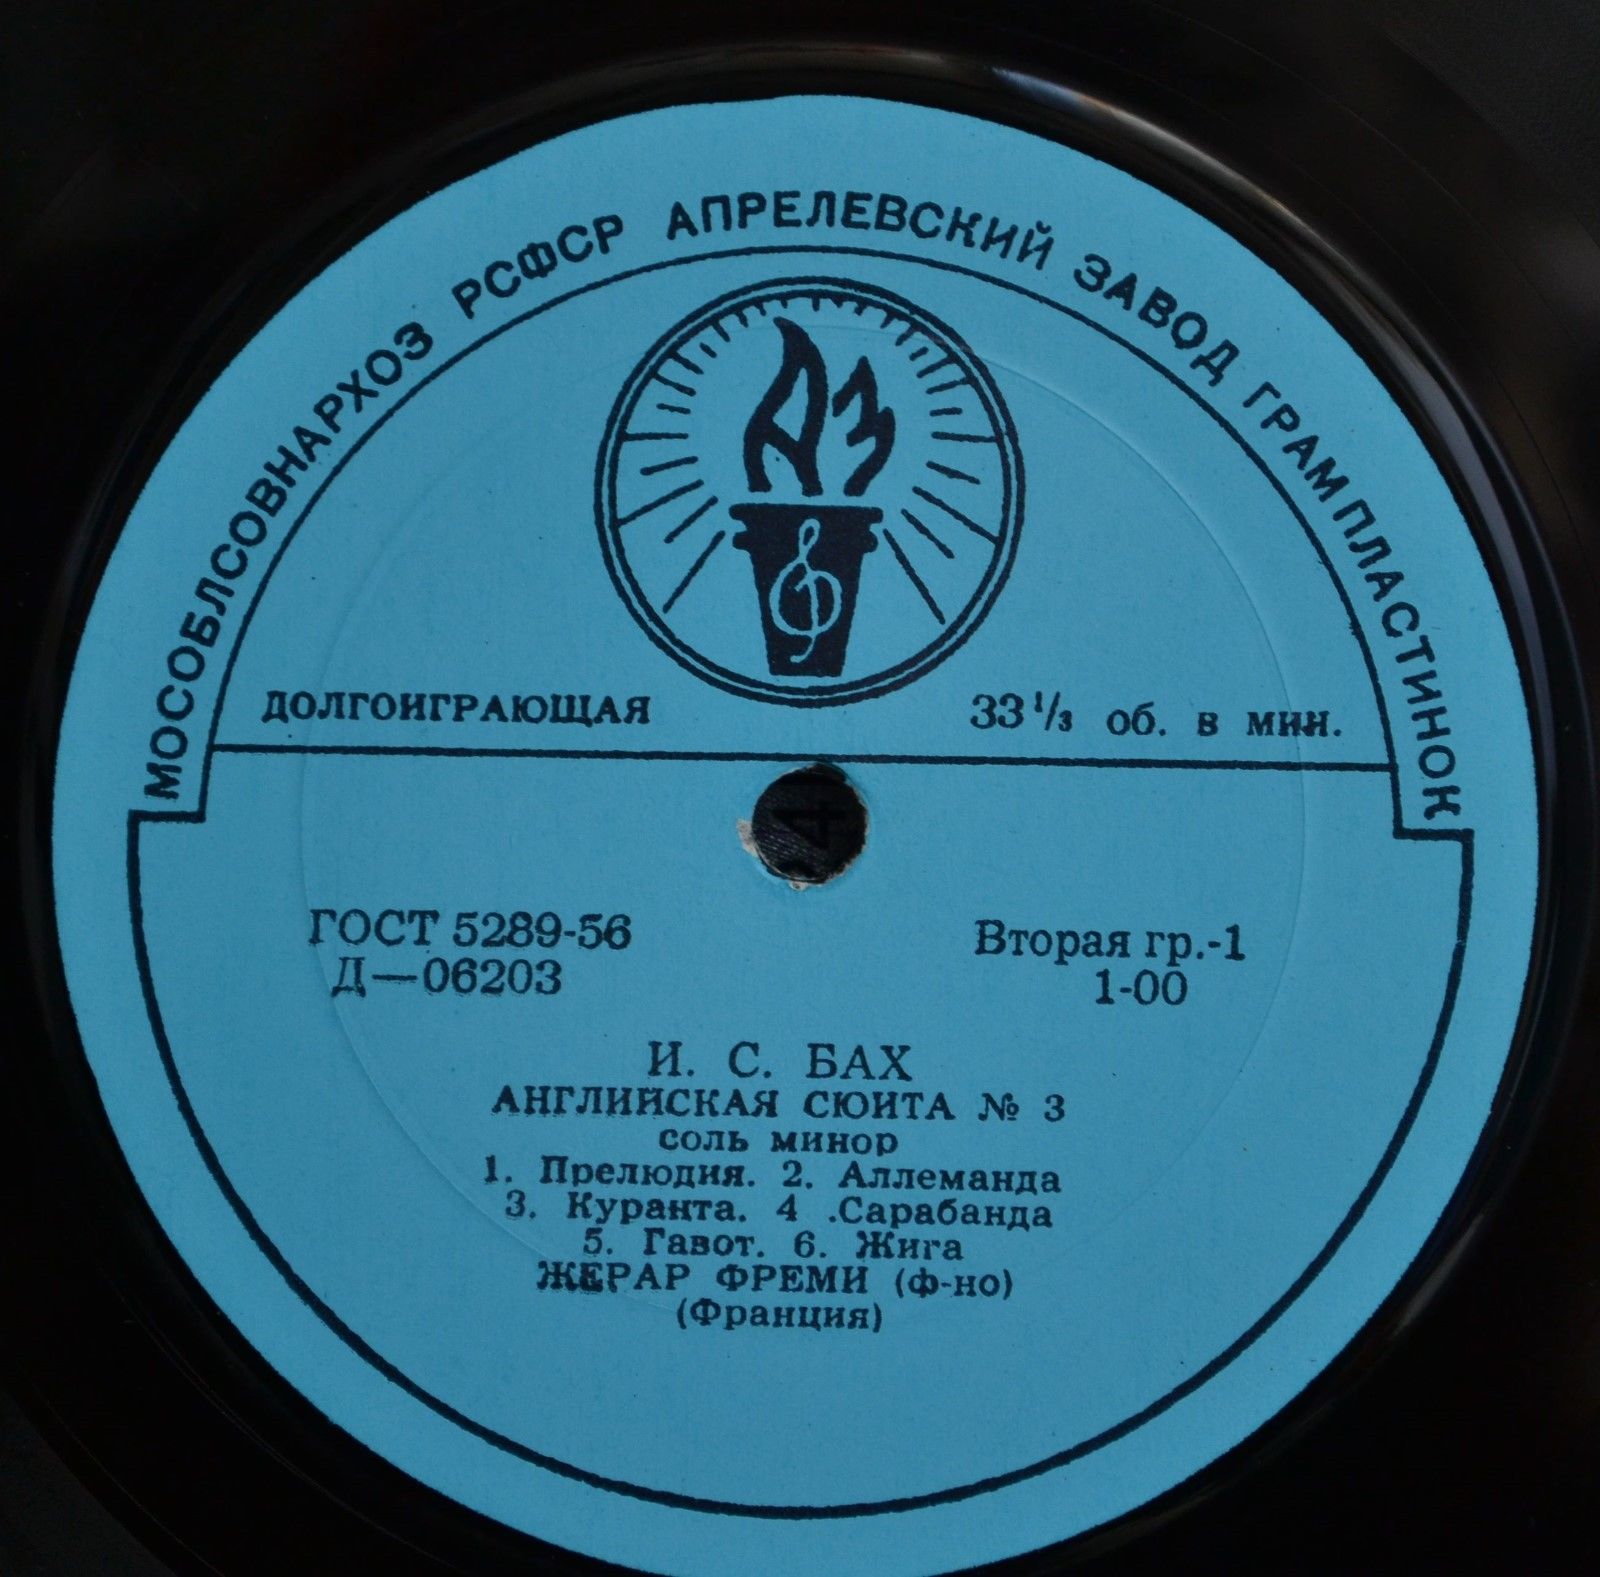 МОСОБЛСОВНАРХОЗ РСФСР АПРЕЛЕВСКИЙ ЗАВОД ГРАМПЛАСТИНОК
АЗ
ДОЛГОИГРАЮЩАЯ
33 1/3 об. в мин.
ГОСТ 5289-56
Д—06203
Вторая гр.-1
1-00
И. С. БАХ
АНГЛИЙСКАЯ СЮИТА № 3
соль минор
1. Прелюдия. 2. Аллеманда
3. Куранта. 4 .Сарабанда
5. Гавот. 6. Жига
ЖЕРАР ФРЕМИ (ф-но)
(Франция)